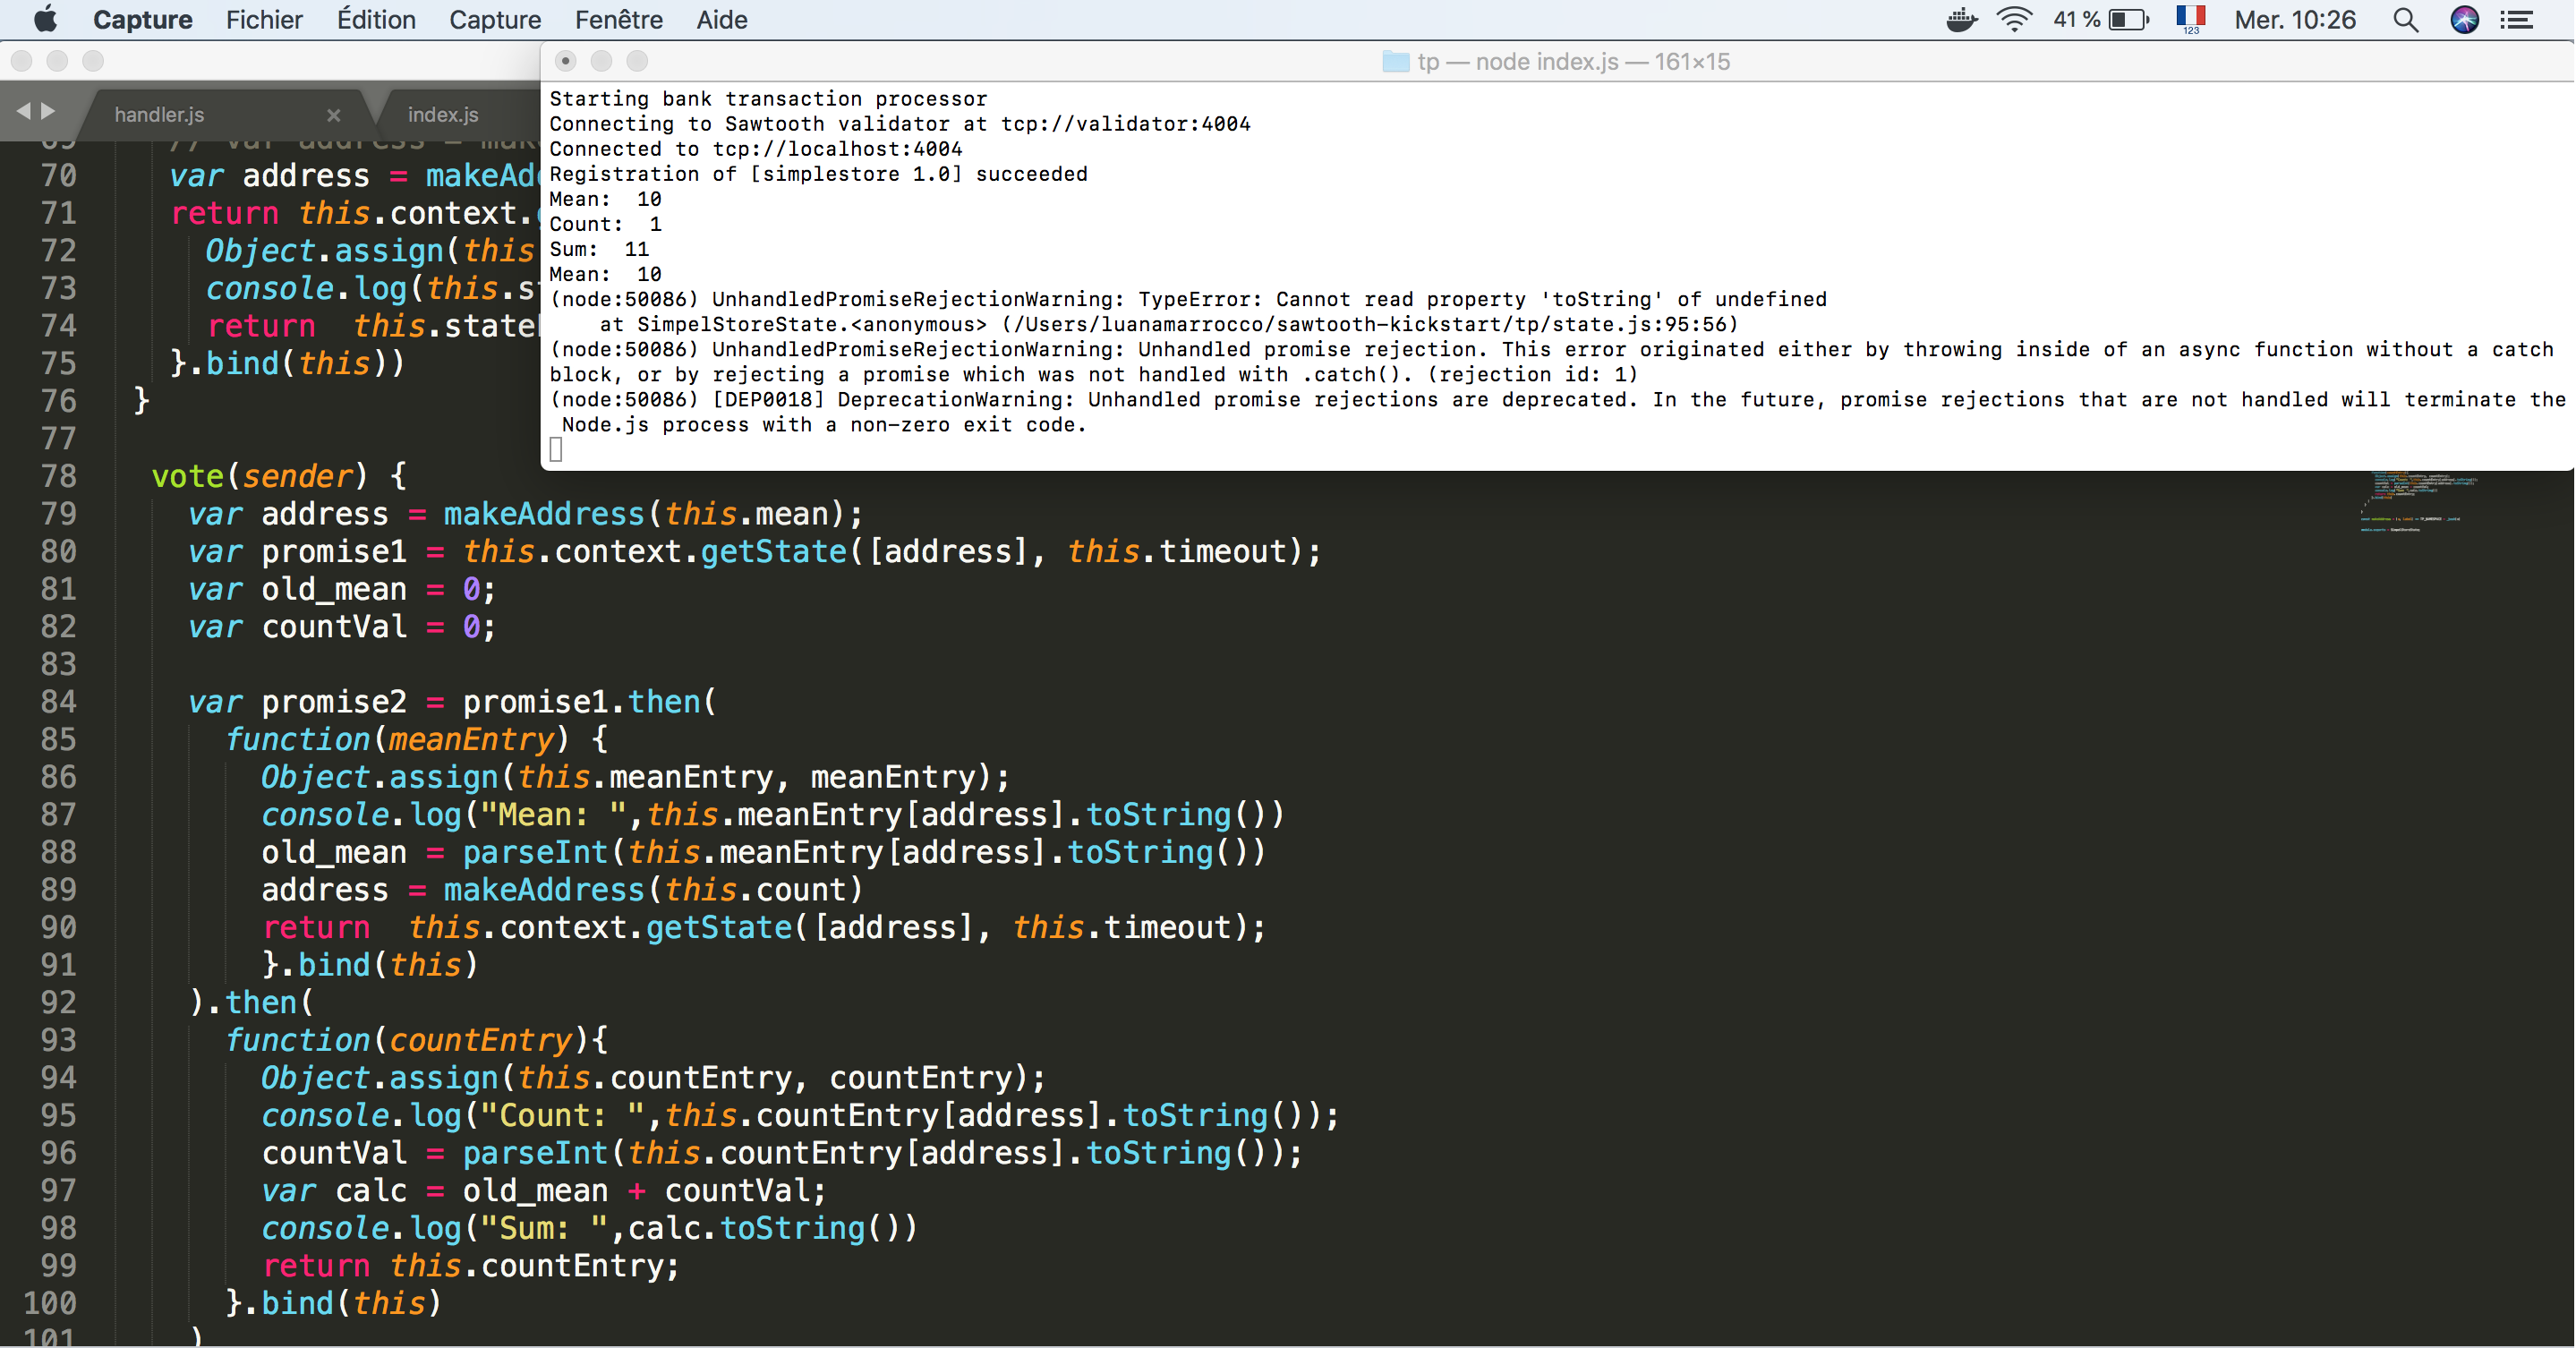 Capture Fichier Édition Capture Fenêtre Aide 41 % 123 Mer. 10:26
tp — node index.js — 161×15
handler.js × index.js
Starting bank transaction processor
Connecting to Sawtooth validator at tcp://validator:4004
Connected to tcp://localhost:4004
Registration of [simplestore 1.0] succeeded
Mean:  10
Count:  1
Sum:  11
Mean:  10
(node:50086) UnhandledPromiseRejectionWarning: TypeError: Cannot read property 'toString' of undefined
    at SimpelStoreState.<anonymous> (/Users/luanamarrocco/sawtooth-kickstart/tp/state.js:95:56)
(node:50086) UnhandledPromiseRejectionWarning: Unhandled promise rejection. This error originated either by throwing inside of an async function without a catch
block, or by rejecting a promise which was not handled with .catch(). (rejection id: 1)
(node:50086) [DEP0018] DeprecationWarning: Unhandled promise rejections are deprecated. In the future, promise rejections that are not handled will terminate the
 Node.js process with a non-zero exit code.
69 // var address = mak
70 var address = makeAd
71 return this.context.
72 Object.assign(this
73 console.log(this.s
74 return  this.state
75 }.bind(this))
76 }
77
78 vote(sender) {
79 var address = makeAddress(this.mean);
80 var promise1 = this.context.getState([address], this.timeout);
81 var old_mean = 0;
82 var countVal = 0;
83
84 var promise2 = promise1.then(
85 function(meanEntry) {
86 Object.assign(this.meanEntry, meanEntry);
87 console.log("Mean: ",this.meanEntry[address].toString())
88 old_mean = parseInt(this.meanEntry[address].toString())
89 address = makeAddress(this.count)
90 return  this.context.getState([address], this.timeout);
91 }.bind(this)
92 ).then(
93 function(countEntry){
94 Object.assign(this.countEntry, countEntry);
95 console.log("Count: ",this.countEntry[address].toString());
96 countVal = parseInt(this.countEntry[address].toString());
97 var calc = old_mean + countVal;
98 console.log("Sum: ",calc.toString())
99 return this.countEntry;
100 }.bind(this)
101 )